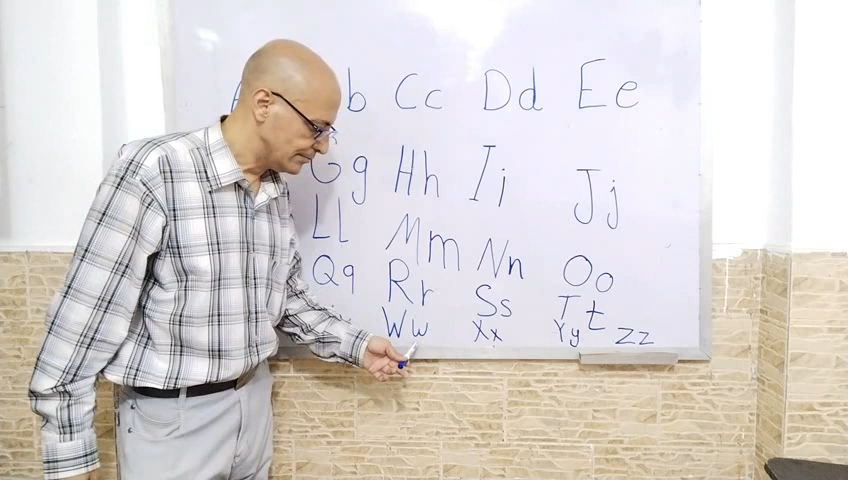 b Cc Dd Ee
Gg Hh Ii Jj
Ll Mm Nn Oo
Qq Rr Ss Tt
Ww Xx Yy Zz